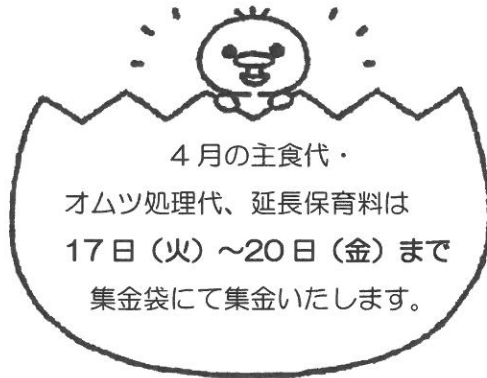 4月の主食代・
オムツ処理代、延長保育料は
17日（火）～20日（金）まで
集金袋にて集金いたします。